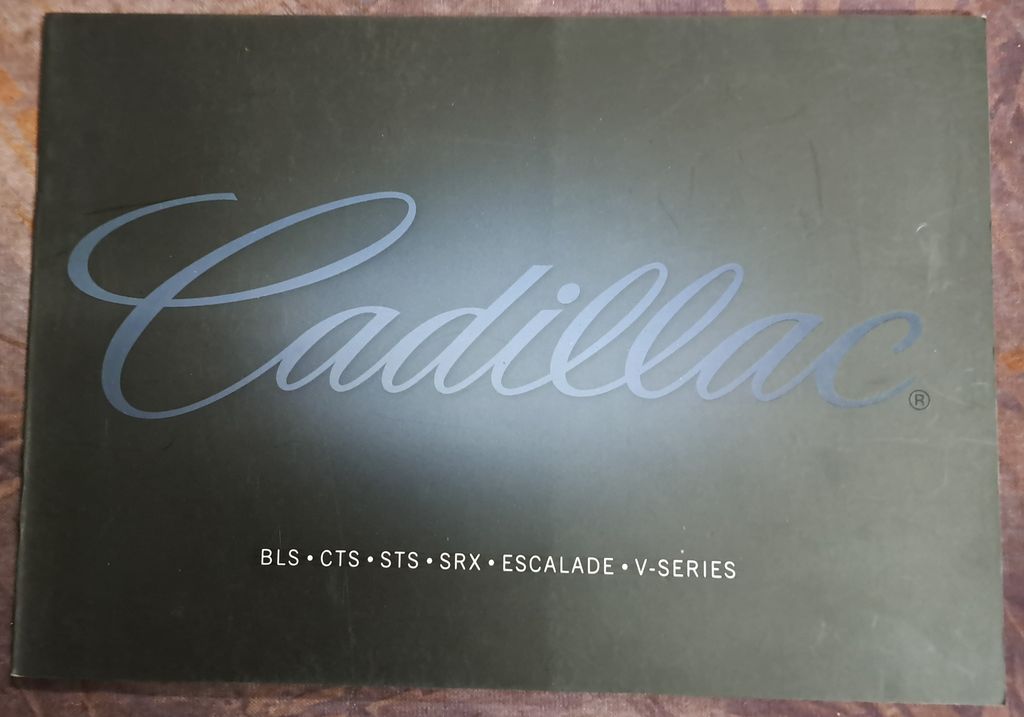 Cadillac®
BLS • CTS • STS • SRX • ESCALADE • V-SERIES